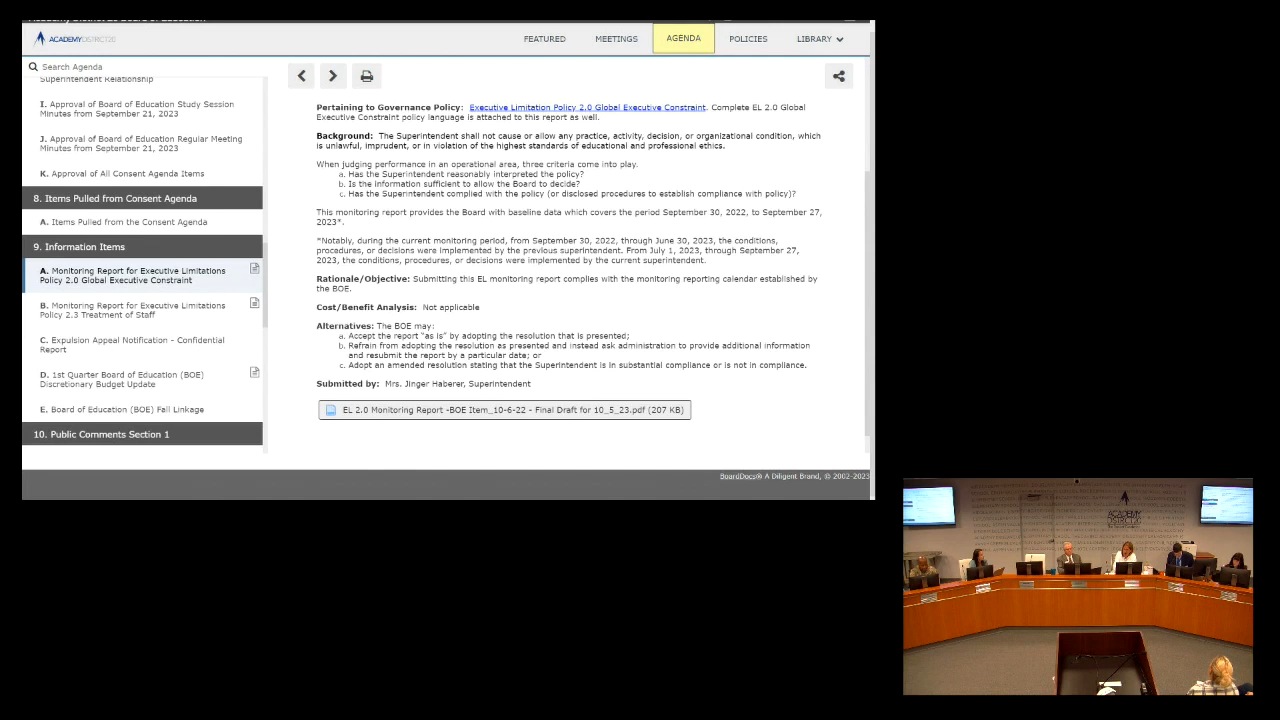 Academy District 20 Board of Education
ACADEMYDISTRICT20
FEATURED
MEETINGS
AGENDA
POLICIES
LIBRARY
Search Agenda
Superintendent Relationship
I. Approval of Board of Education Study Session
Minutes from September 21, 2023
J. Approval of Board of Education Regular Meeting
Minutes from September 21, 2023
K. Approval of All Consent Agenda Items
8. Items Pulled from Consent Agenda
A. Items Pulled from the Consent Agenda
9. Information Items
A. Monitoring Report for Executive Limitations
Policy 2.0 Global Executive Constraint
B. Monitoring Report for Executive Limitations
Policy 2.3 Treatment of Staff
C. Expulsion Appeal Notification - Confidential
Report
D. 1st Quarter Board of Education (BOE)
Discretionary Budget Update
E. Board of Education (BOE) Fall Linkage
10. Public Comments Section 1
Pertaining to Governance Policy: Executive Limitation Policy 2.0 Global Executive Constraint. Complete EL 2.0 Global
Executive Constraint policy language is attached to this report as well.
Background: The Superintendent shall not cause or allow any practice, activity, decision, or organizational condition, which
is unlawful, imprudent, or in violation of the highest standards of educational and professional ethics.
When judging performance in an operational area, three criteria come into play.
a. Has the Superintendent reasonably interpreted the policy?
b. Is the information sufficient to allow the Board to decide?
c. Has the Superintendent complied with the policy (or disclosed procedures to establish compliance with policy)?
This monitoring report provides the Board with baseline data which covers the period September 30, 2022, to September 27,
2023*.
*Notably, during the current monitoring period, from September 30, 2022, through June 30, 2023, the conditions,
procedures, or decisions were implemented by the previous superintendent. From July 1, 2023, through September 27,
2023, the conditions, procedures, or decisions were implemented by the current superintendent.
Rationale/Objective: Submitting this EL monitoring report complies with the monitoring reporting calendar established by
the BOE.
Cost/Benefit Analysis: Not applicable
Alternatives: The BOE may:
a. Accept the report "as is" by adopting the resolution that is presented;
b. Refrain from adopting the resolution as presented and instead ask administration to provide additional information
and resubmit the report by a particular date; or
c. Adopt an amended resolution stating that the Superintendent is in substantial compliance or is not in compliance.
Submitted by: Mrs. Jinger Haberer, Superintendent
EL 2.0 Monitoring Report -BOE Item_10-6-22 - Final Draft for 10_5_23.pdf (207 KB)
BoardDocs® A Diligent Brand, © 2002-2023
ACADEMY
DISTRICT20